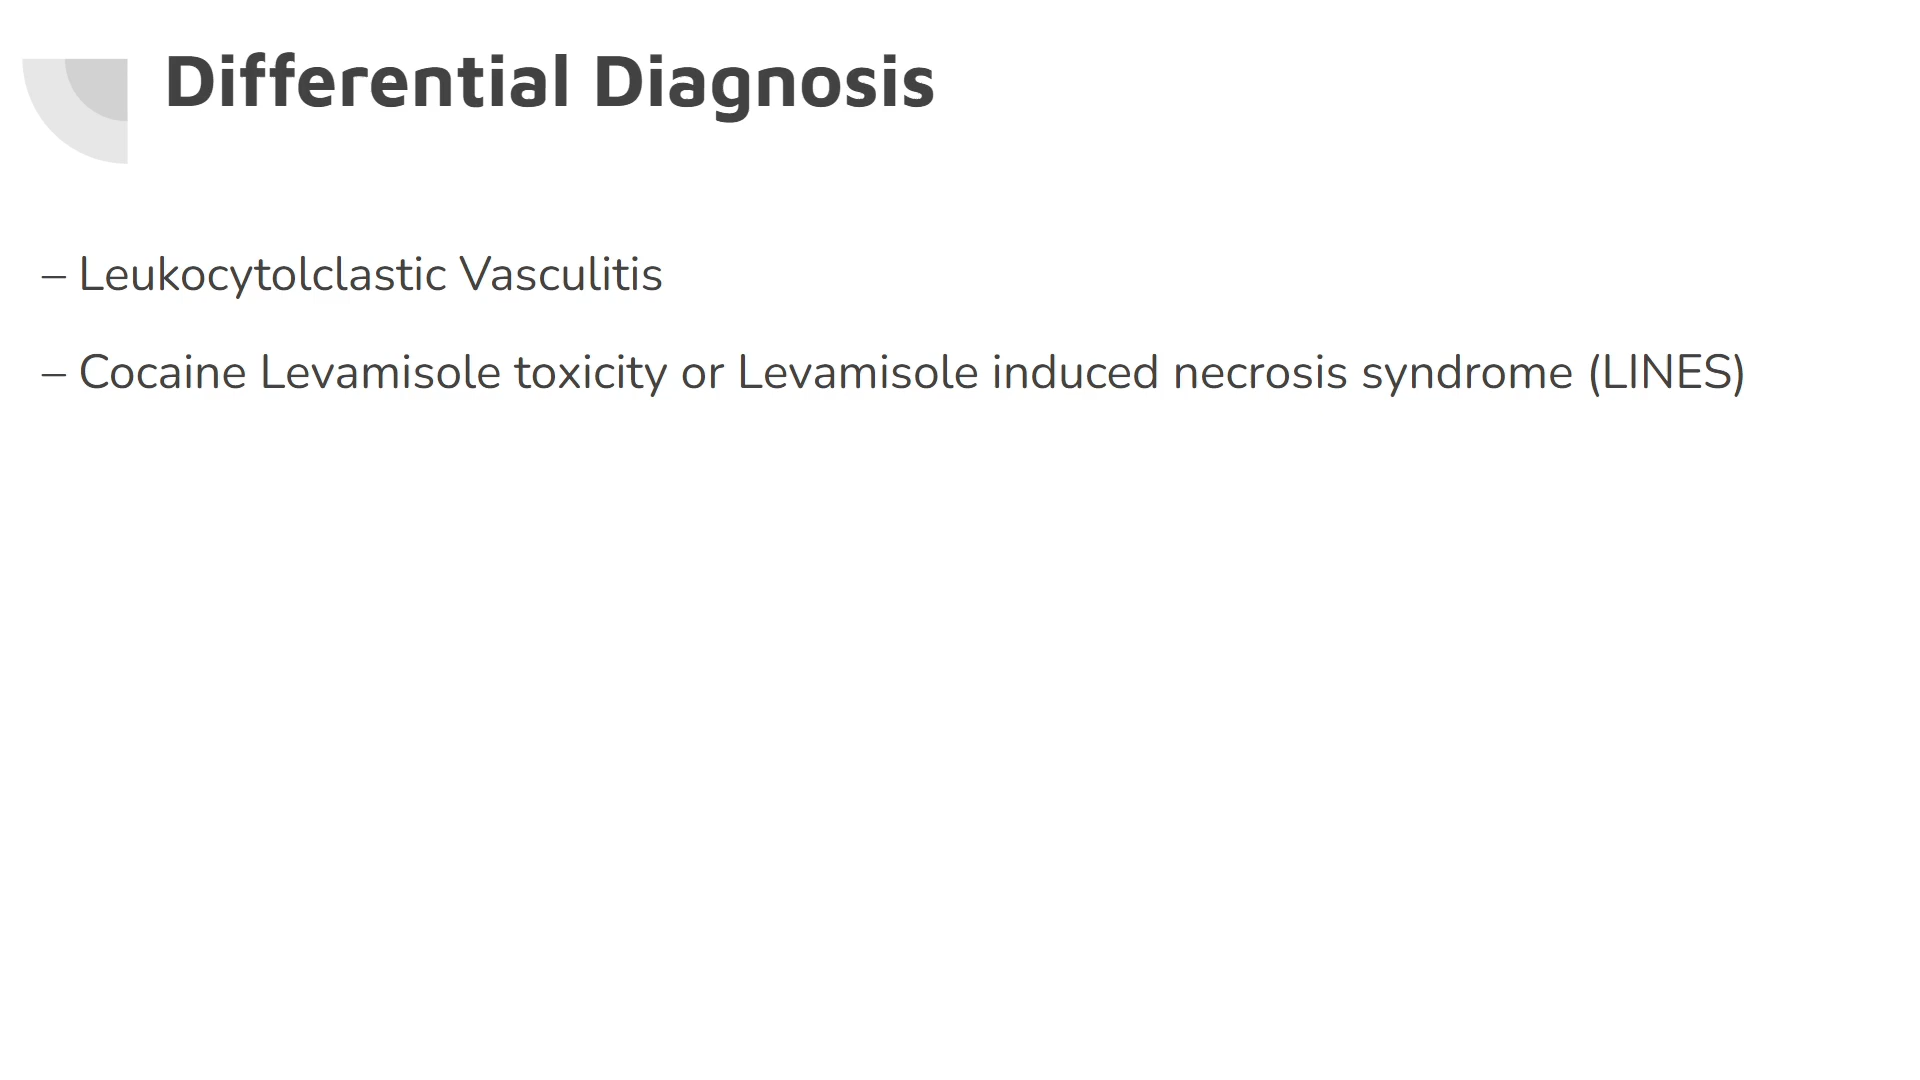 Differential Diagnosis
– Leukocytolclastic Vasculitis
– Cocaine Levamisole toxicity or Levamisole induced necrosis syndrome (LINES)